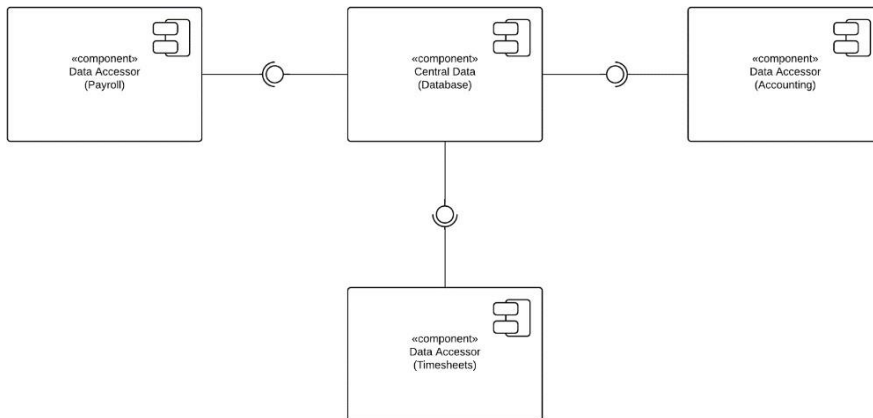 «component»
Data Accessor
(Payroll)
«component»
Central Data
(Database)
«component»
Data Accessor
(Accounting)
«component»
Data Accessor
(Timesheets)